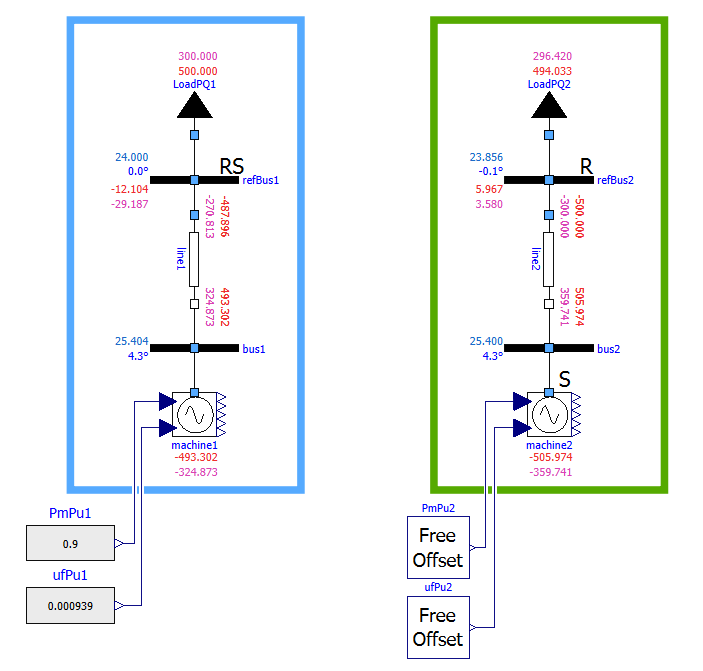 300.000
500.000
LoadPQ1
24.000
0.0°
RS
refBus1
-12.104
-29.187
-487.896
-270.813
line1
493.302
324.873
25.404
4.3°
bus1
machine1
-493.302
-324.873
PmPu1
0.9
ufPu1
0.000939
296.420
494.033
LoadPQ2
23.856
-0.1°
R
refBus2
5.967
3.580
-500.000
-300.000
line2
505.974
359.741
25.400
4.3°
bus2
S
machine2
-505.974
-359.741
PmPu2
Free
Offset
ufPu2
Free
Offset